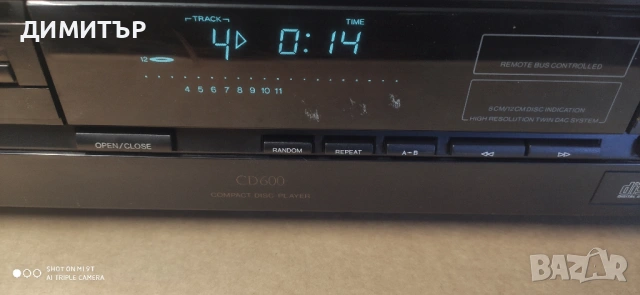 ДИМИТЪР
TRACK TIME
4 0:14
12
4 5 6 7 8 9 10 11
REMOTE BUS CONTROLLED
8CM/12CM DISC INDICATION
HIGH RESOLUTION TWIN DAC SYSTEM
OPEN/CLOSE RANDOM REPEAT A-B
CD600
COMPACT DISC PLAYER
SHOT ON MI 9T
AI TRIPLE CAMERA
BAZAR